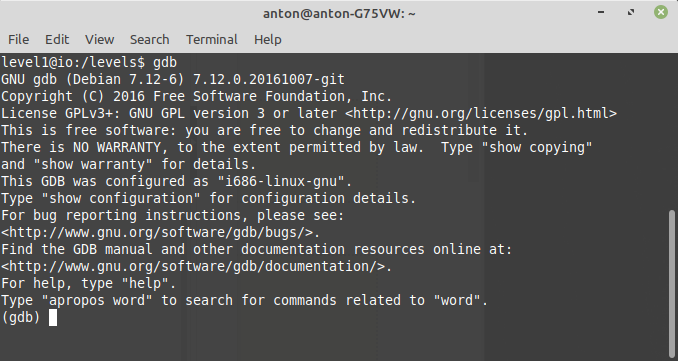 anton@anton-G75VW: ~
File Edit View Search Terminal Help
level1@io:/levels$ gdb
GNU gdb (Debian 7.12-6) 7.12.0.20161007-git
Copyright (C) 2016 Free Software Foundation, Inc.
License GPLv3+: GNU GPL version 3 or later <http://gnu.org/licenses/gpl.html>
This is free software: you are free to change and redistribute it.
There is NO WARRANTY, to the extent permitted by law.  Type "show copying"
and "show warranty" for details.
This GDB was configured as "i686-linux-gnu".
Type "show configuration" for configuration details.
For bug reporting instructions, please see:
<http://www.gnu.org/software/gdb/bugs/>.
Find the GDB manual and other documentation resources online at:
<http://www.gnu.org/software/gdb/documentation/>.
For help, type "help".
Type "apropos word" to search for commands related to "word".
(gdb)